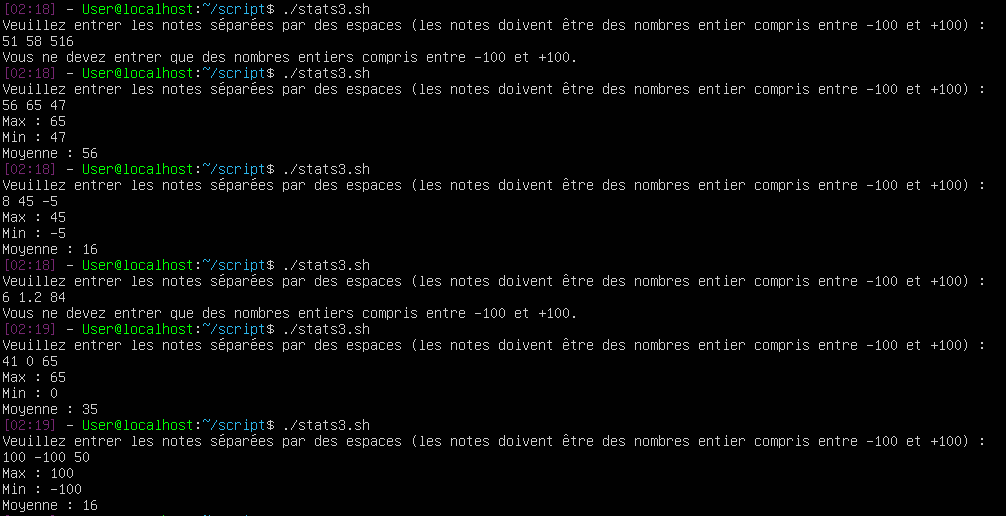 [02:18] - User@localhost:~/script$ ./stats3.sh
Veuillez entrer les notes séparées par des espaces (les notes doivent être des nombres entier compris entre -100 et +100) :
51 58 516
Vous ne devez entrer que des nombres entiers compris entre -100 et +100.
[02:18] - User@localhost:~/script$ ./stats3.sh
Veuillez entrer les notes séparées par des espaces (les notes doivent être des nombres entier compris entre -100 et +100) :
56 65 47
Max : 65
Min : 47
Moyenne : 56
[02:18] - User@localhost:~/script$ ./stats3.sh
Veuillez entrer les notes séparées par des espaces (les notes doivent être des nombres entier compris entre -100 et +100) :
8 45 -5
Max : 45
Min : -5
Moyenne : 16
[02:18] - User@localhost:~/script$ ./stats3.sh
Veuillez entrer les notes séparées par des espaces (les notes doivent être des nombres entier compris entre -100 et +100) :
6 1.2 84
Vous ne devez entrer que des nombres entiers compris entre -100 et +100.
[02:19] - User@localhost:~/script$ ./stats3.sh
Veuillez entrer les notes séparées par des espaces (les notes doivent être des nombres entier compris entre -100 et +100) :
41 0 65
Max : 65
Min : 0
Moyenne : 35
[02:19] - User@localhost:~/script$ ./stats3.sh
Veuillez entrer les notes séparées par des espaces (les notes doivent être des nombres entier compris entre -100 et +100) :
100 -100 50
Max : 100
Min : -100
Moyenne : 16